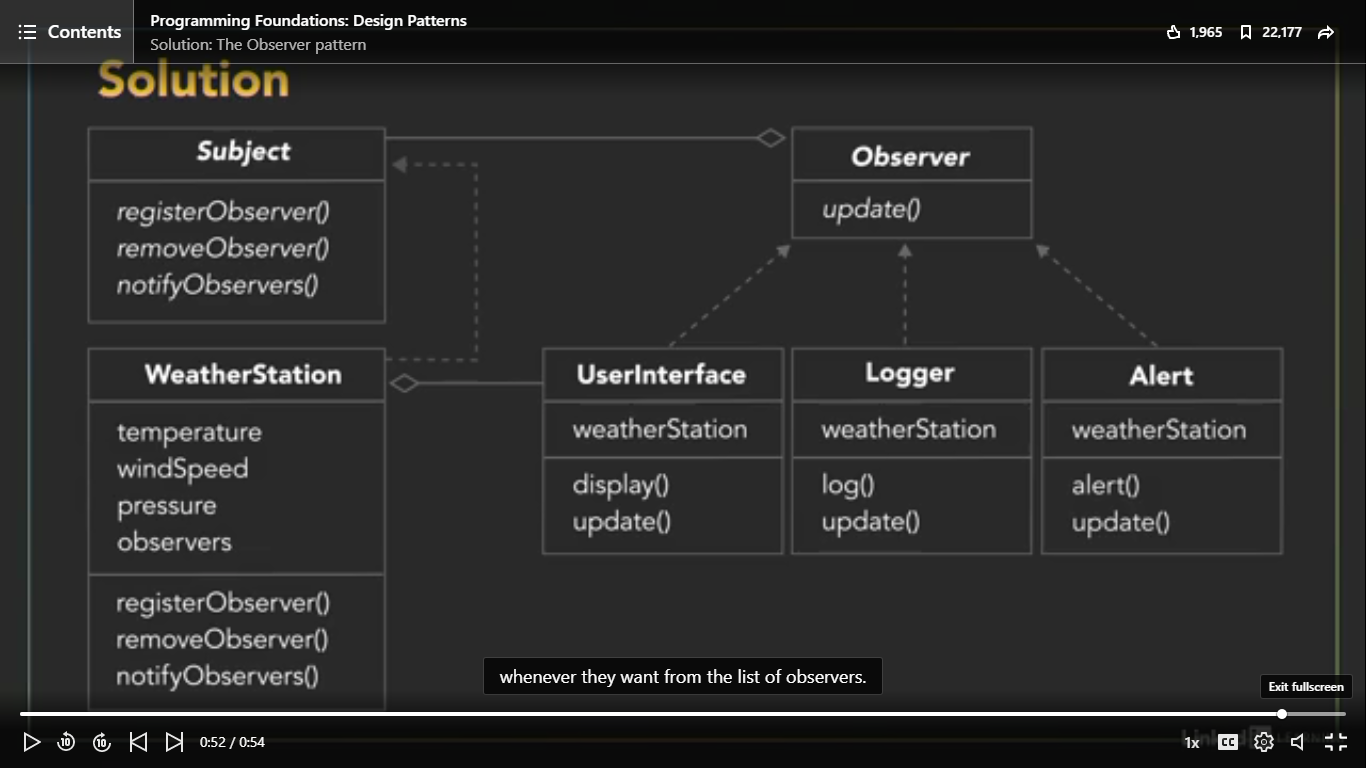 Contents
Programming Foundations: Design Patterns
Solution: The Observer pattern
1,965
22,177
Solution
Subject
registerObserver()
removeObserver()
notifyObservers()
Observer
update()
WeatherStation
temperature
windSpeed
pressure
observers
registerObserver()
removeObserver()
notifyObservers()
UserInterface
weatherStation
display()
update()
Logger
weatherStation
log()
update()
Alert
weatherStation
alert()
update()
whenever they want from the list of observers.
Exit fullscreen
10
10
0:52 / 0:54
1x
CC